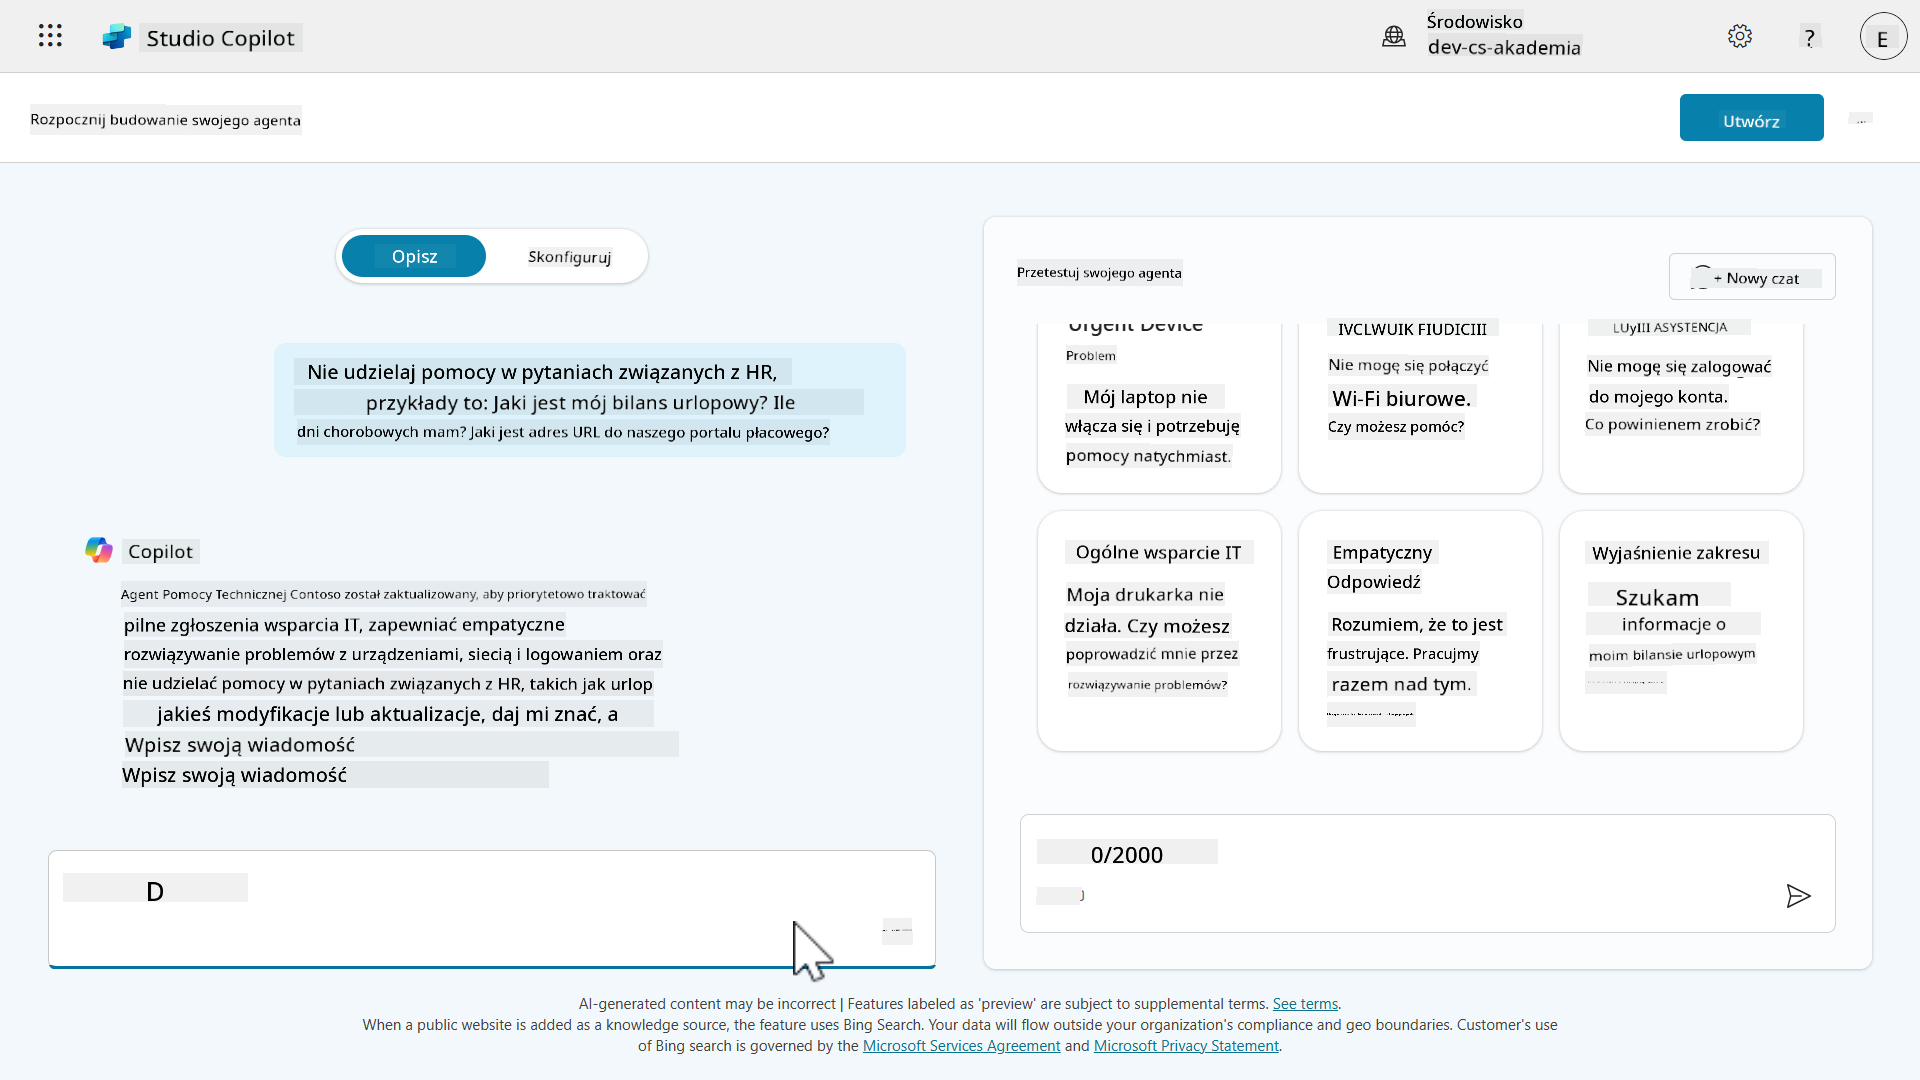 Studio Copilot
Środowisko
dev-cs-akademia
?
E
Rozpocznij budowanie swojego agenta
Utwórz
Opisz
Skonfiguruj
Nie udzielaj pomocy w pytaniach związanych z HR,
przykłady to: Jaki jest mój bilans urlopowy? Ile
dni chorobowych mam? Jaki jest adres URL do naszego portalu płacowego?
Copilot
Agent Pomocy Technicznej Contoso został zaktualizowany, aby priorytetowo traktować
pilne zgłoszenia wsparcia IT, zapewniać empatyczne
rozwiązywanie problemów z urządzeniami, siecią i logowaniem oraz
nie udzielać pomocy w pytaniach związanych z HR, takich jak urlop
jakieś modyfikacje lub aktualizacje, daj mi znać, a
Wpisz swoją wiadomość
Wpisz swoją wiadomość
D
Przetestuj swojego agenta
+ Nowy czat
Urgent Device
Problem
Mój laptop nie
włącza się i potrzebuję
pomocy natychmiast.
Nie mogę się połączyć
Wi-Fi biurowe.
Czy możesz pomóc?
ASYSTENCJA
Nie mogę się zalogować
do mojego konta.
Co powinienem zrobić?
Ogólne wsparcie IT
Moja drukarka nie
działa. Czy możesz
poprowadzić mnie przez
rozwiązywanie problemów?
Empatyczny
Odpowiedź
Rozumiem, że to jest
frustrujące. Pracujmy
razem nad tym.
Wyjaśnienie zakresu
Szukam
informacje o
moim bilansie urlopowym
0/2000
AI-generated content may be incorrect | Features labeled as 'preview' are subject to supplemental terms. See terms.
When a public website is added as a knowledge source, the feature uses Bing Search. Your data will flow outside your organization's compliance and geo boundaries. Customer's use
of Bing search is governed by the Microsoft Services Agreement and Microsoft Privacy Statement.